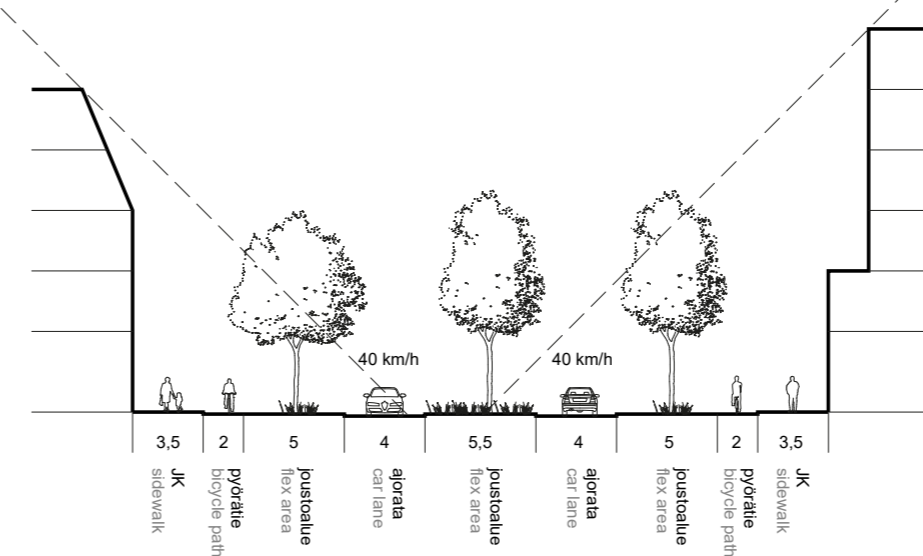 40 km/h
40 km/h
3,5
2
5
4
5,5
4
5
2
3,5
JK
sidewalk
pyörätie
bicycle path
joustoalue
flex area
ajorata
car lane
joustoalue
flex area
ajorata
car lane
joustoalue
flex area
pyörätie
bicycle path
JK
sidewalk